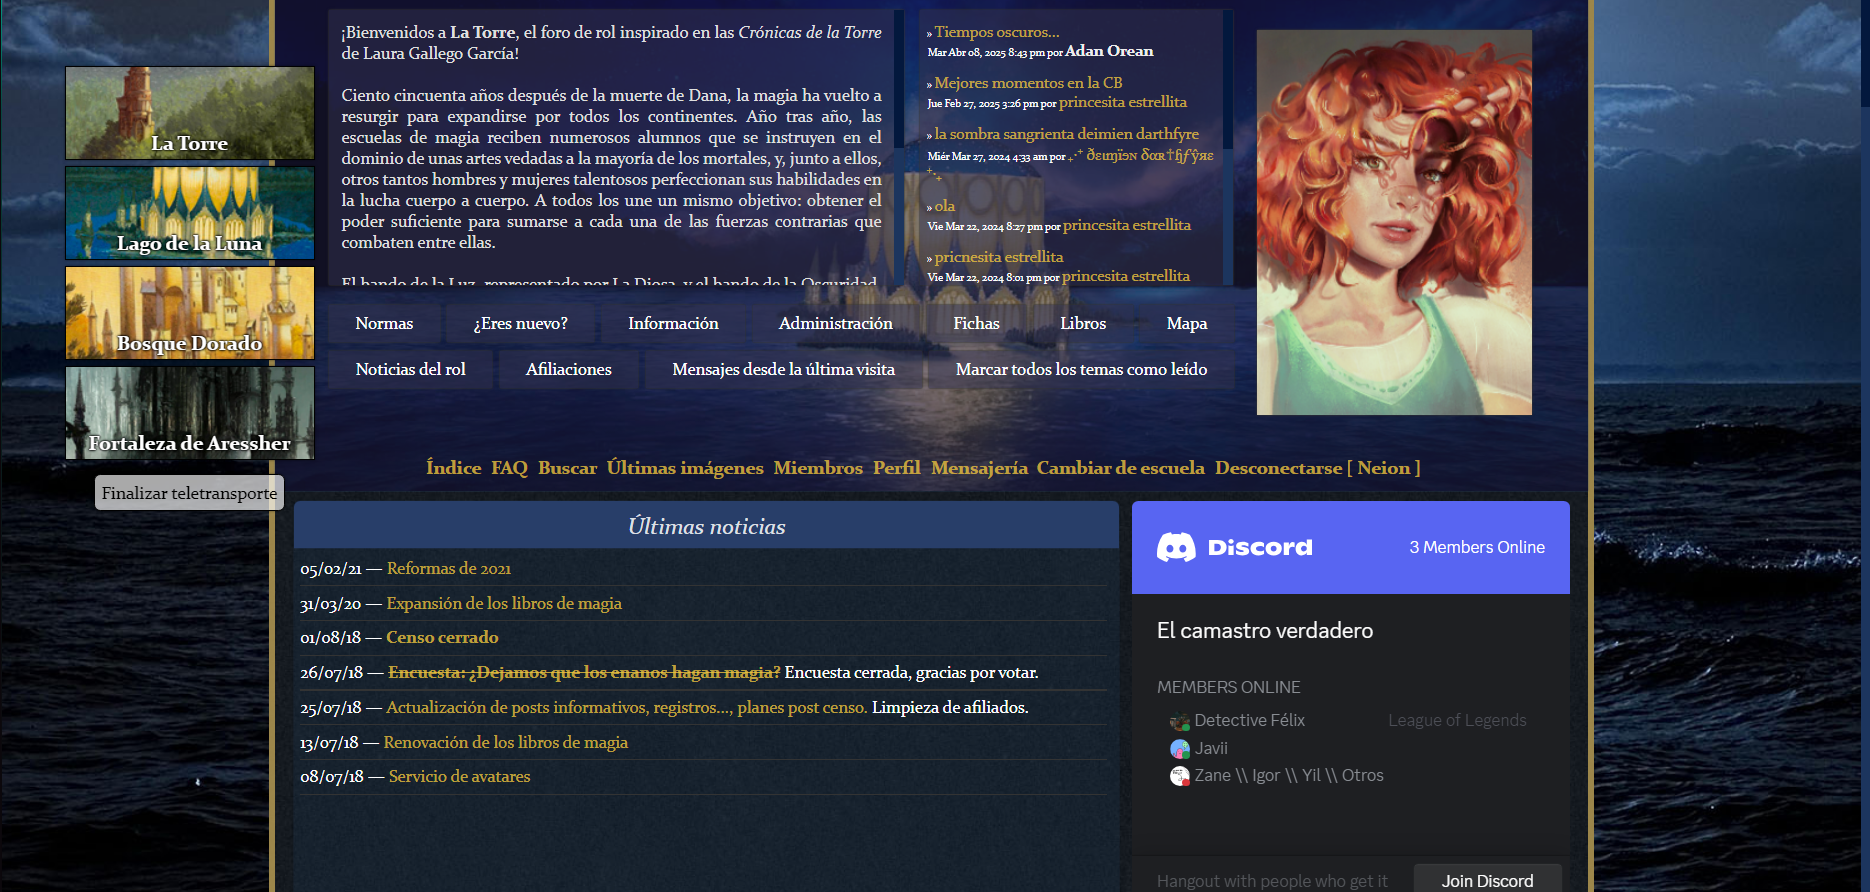 La Torre
Lago de la Luna
Bosque Dorado
Fortaleza de Aressher
Finalizar teletransporte
¡Bienvenidos a La Torre, el foro de rol inspirado en las Crónicas de la Torre
de Laura Gallego García!
Ciento cincuenta años después de la muerte de Dana, la magia ha vuelto a
resurgir para expandirse por todos los continentes. Año tras año, las
escuelas de magia reciben numerosos alumnos que se instruyen en el
dominio de unas artes vedadas a la mayoría de los mortales, y, junto a ellos,
otros tantos hombres y mujeres talentosos perfeccionan sus habilidades en
la lucha cuerpo a cuerpo. A todos los une un mismo objetivo: obtener el
poder suficiente para sumarse a cada una de las fuerzas contrarias que
combaten entre ellas.
El bando de la Luz, representado por La Diosa, y el bando de la Oscuridad,
» Tiempos oscuros...
Mar Abr 08, 2025 8:43 pm por Adan Orean
» Mejores momentos en la CB
Jue Feb 27, 2025 3:26 pm por princesita estrellita
» la sombra sangrienta deimien darthfyre
Miér Mar 27, 2024 4:33 am por
» ola
Vie Mar 22, 2024 8:27 pm por princesita estrellita
» pricnesita estrellita
Vie Mar 22, 2024 8:01 pm por princesita estrellita
Normas ¿Eres nuevo? Información Administración Fichas Libros Mapa
Noticias del rol Afiliaciones Mensajes desde la última visita Marcar todos los temas como leído
Índice FAQ Buscar Últimas imágenes Miembros Perfil Mensajería Cambiar de escuela Desconectarse [ Neion ]
Últimas noticias
05/02/21 — Reformas de 2021
31/03/20 — Expansión de los libros de magia
01/08/18 — Censo cerrado
26/07/18 — Encuesta: ¿Dejamos que los enanos hagan magia? Encuesta cerrada, gracias por votar.
25/07/18 — Actualización de posts informativos, registros..., planes post censo. Limpieza de afiliados.
13/07/18 — Renovación de los libros de magia
08/07/18 — Servicio de avatares
Discord 3 Members Online
El camastro verdadero
MEMBERS ONLINE
Detective Félix League of Legends
Javii
Zane \\ Igor \\ Yil \\ Otros
Hangout with people who get it Join Discord